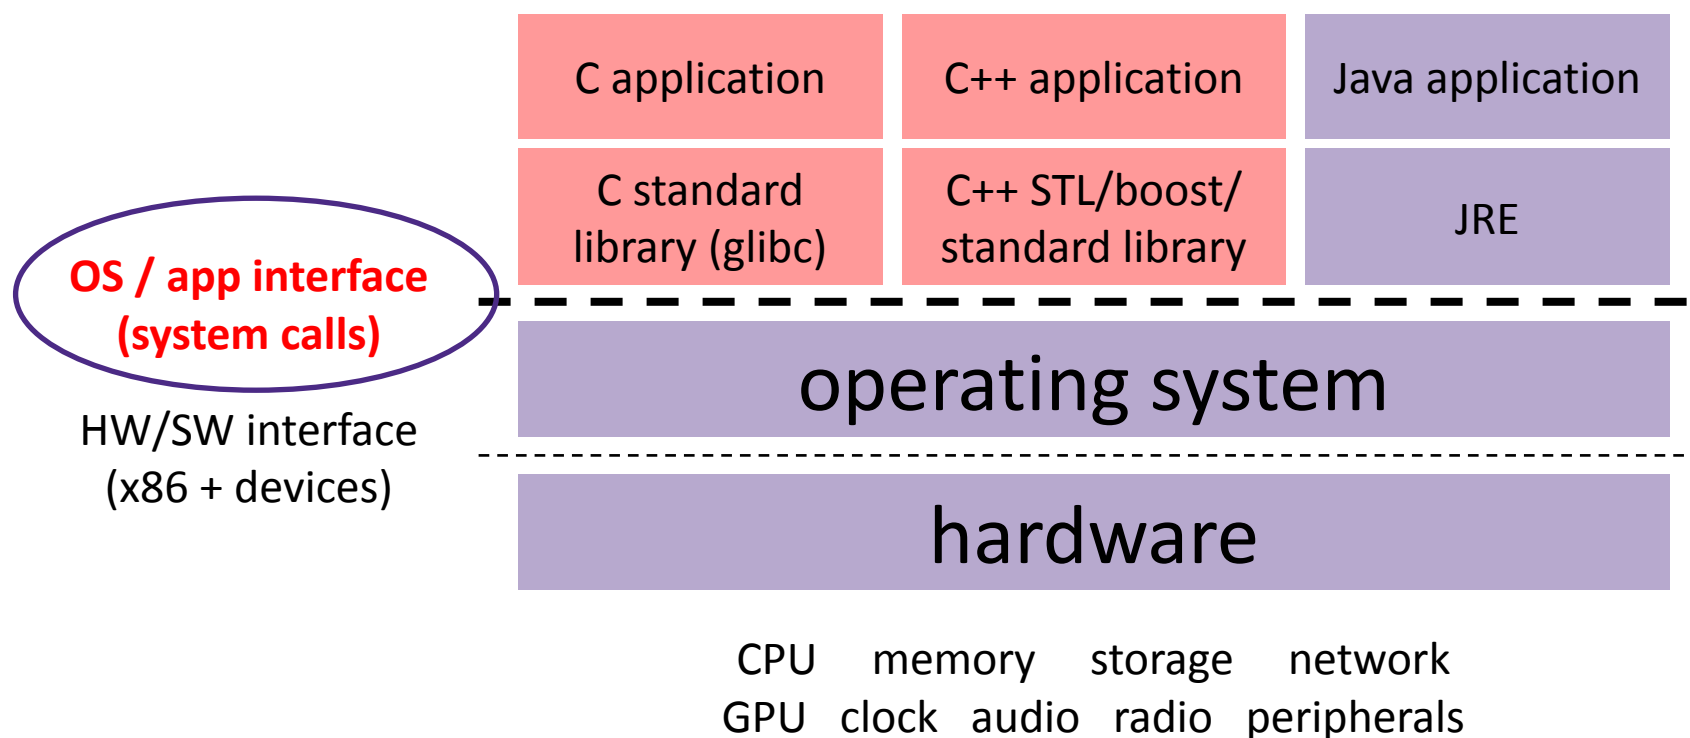 C application
C++ application
Java application
C standard
library (glibc)
C++ STL/boost/
standard library
JRE
OS / app interface
(system calls)
operating system
HW/SW interface
(x86 + devices)
hardware
CPU memory storage network
GPU clock audio radio peripherals